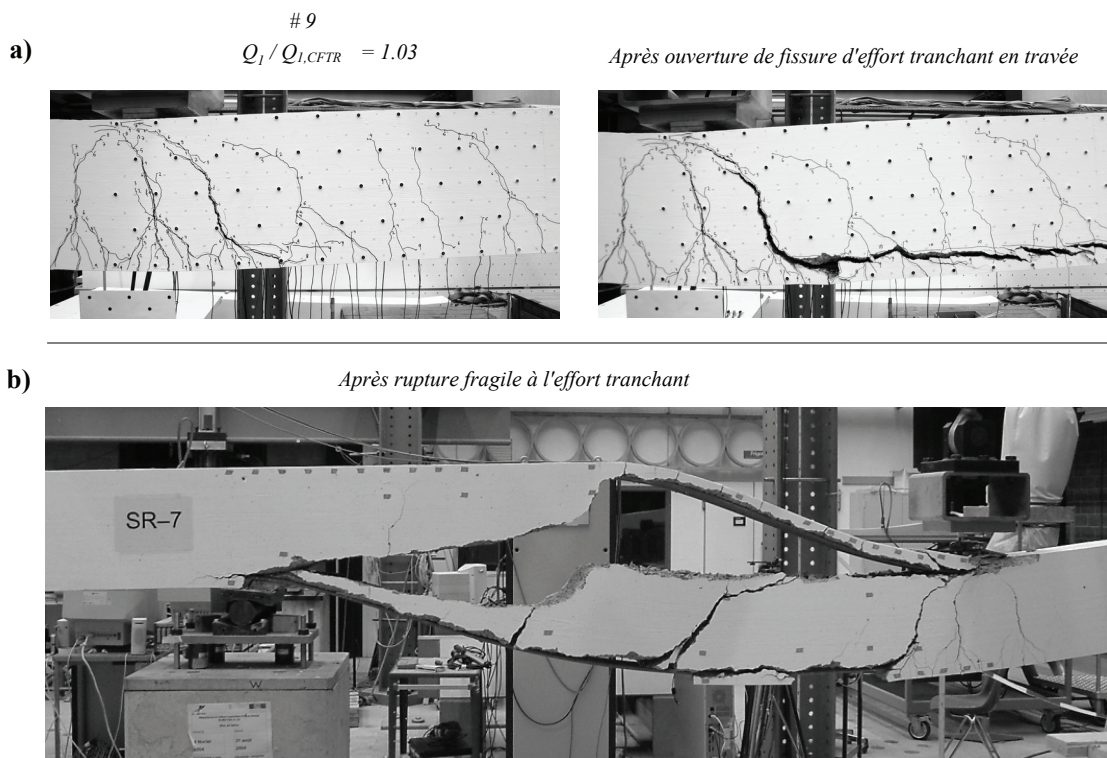 # 9
a)
Q1 / Q1,CFTR = 1.03
Après ouverture de fissure d'effort tranchant en travée
b)
Après rupture fragile à l'effort tranchant
SR–7
W